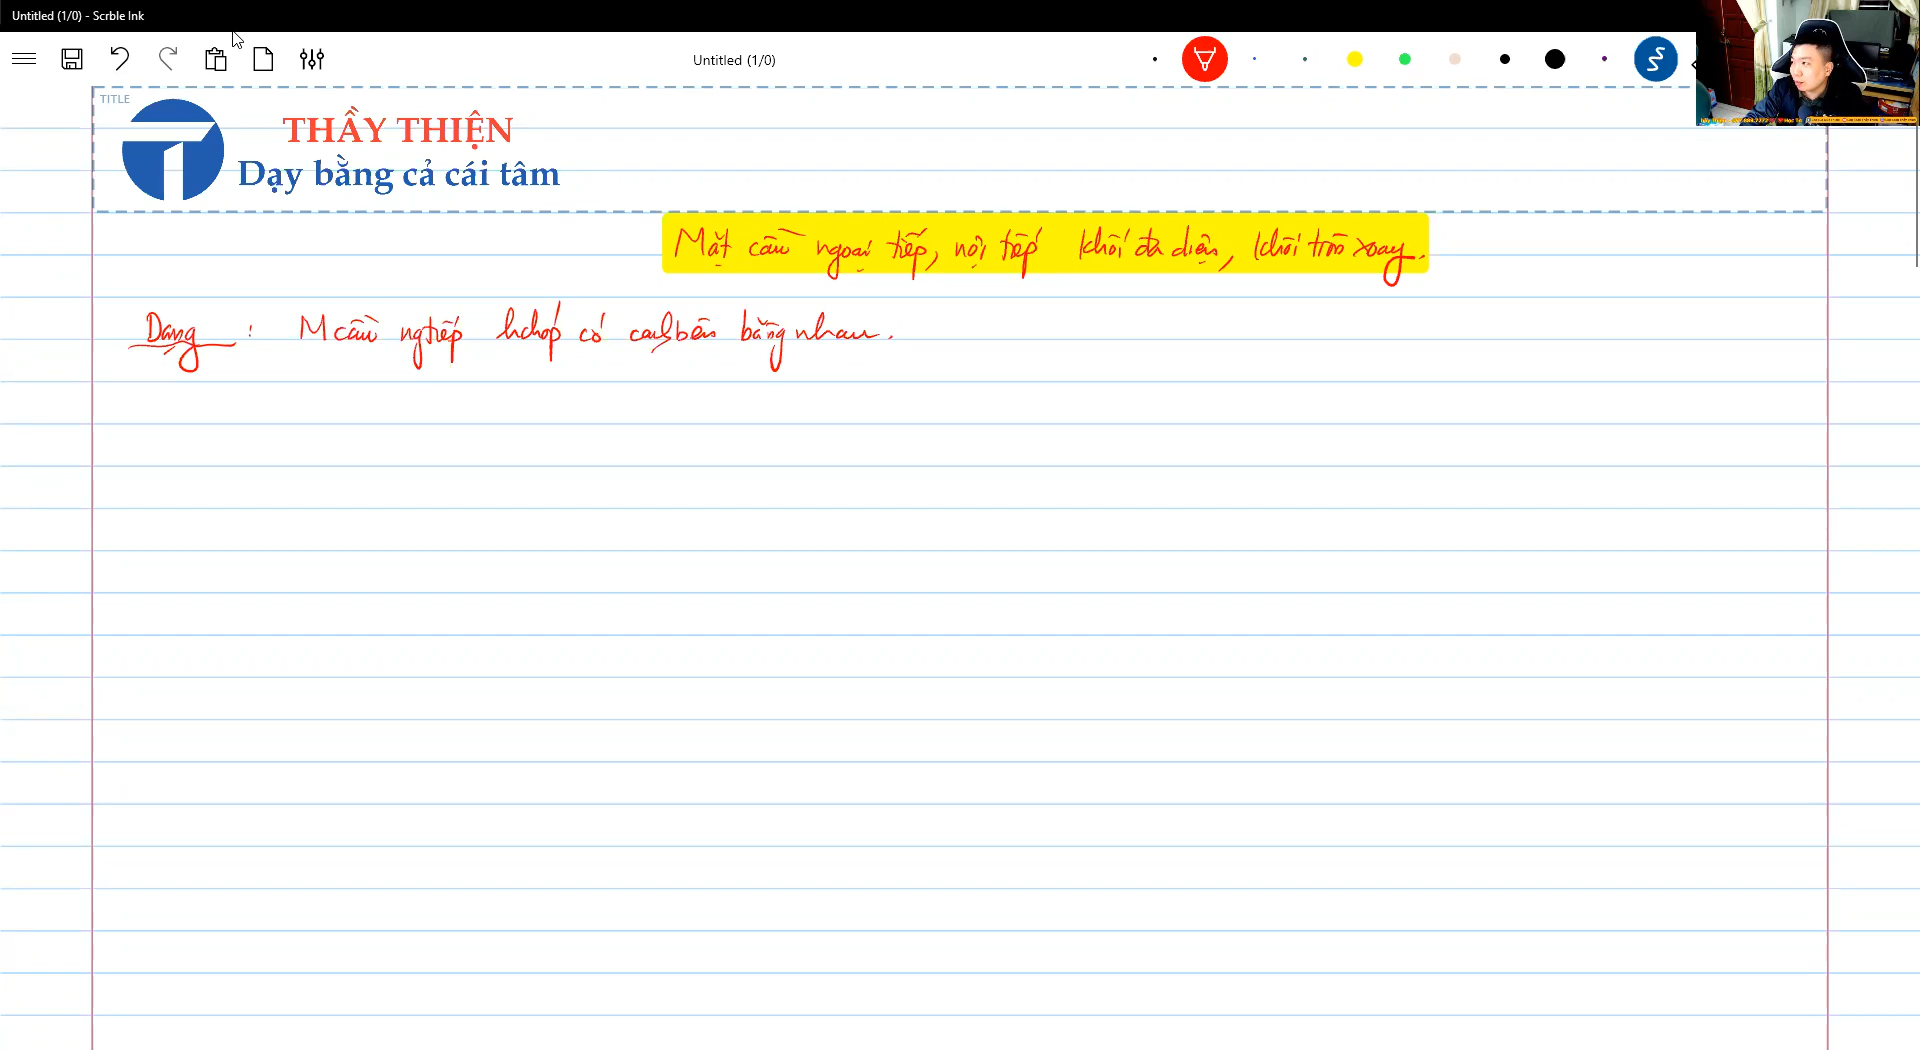 Untitled (1/0) - Scrble Ink
Untitled (1/0)
TITLE
THẦY THIỆN
Dạy bằng cả cái tâm
Mặt cầu ngoại tiếp, nội tiếp khối đa diện, khối tròn xoay.
Dạng : M cầu ngtiếp hchóp có cạnh bên bằng nhau.